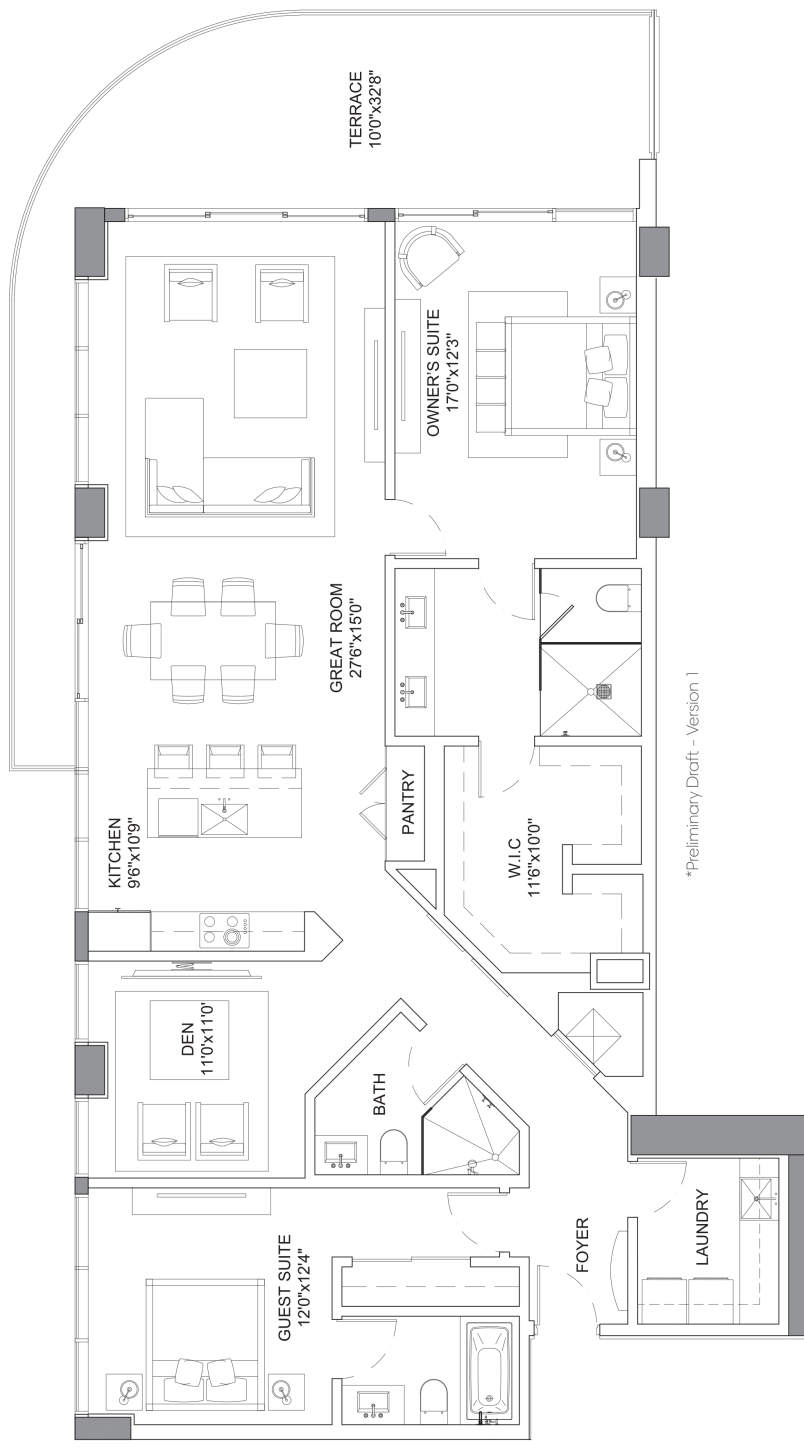 TERRACE
10'0"x32'8"
OWNER'S SUITE
17'0"x12'3"
GREAT ROOM
27'6"x15'0"
KITCHEN
9'6"x10'9"
PANTRY
W.I.C
11'6"x10'0"
DEN
11'0'x11'0'
BATH
GUEST SUITE
12'0"x12'4"
FOYER
LAUNDRY
*Preliminary Draft - Version 1